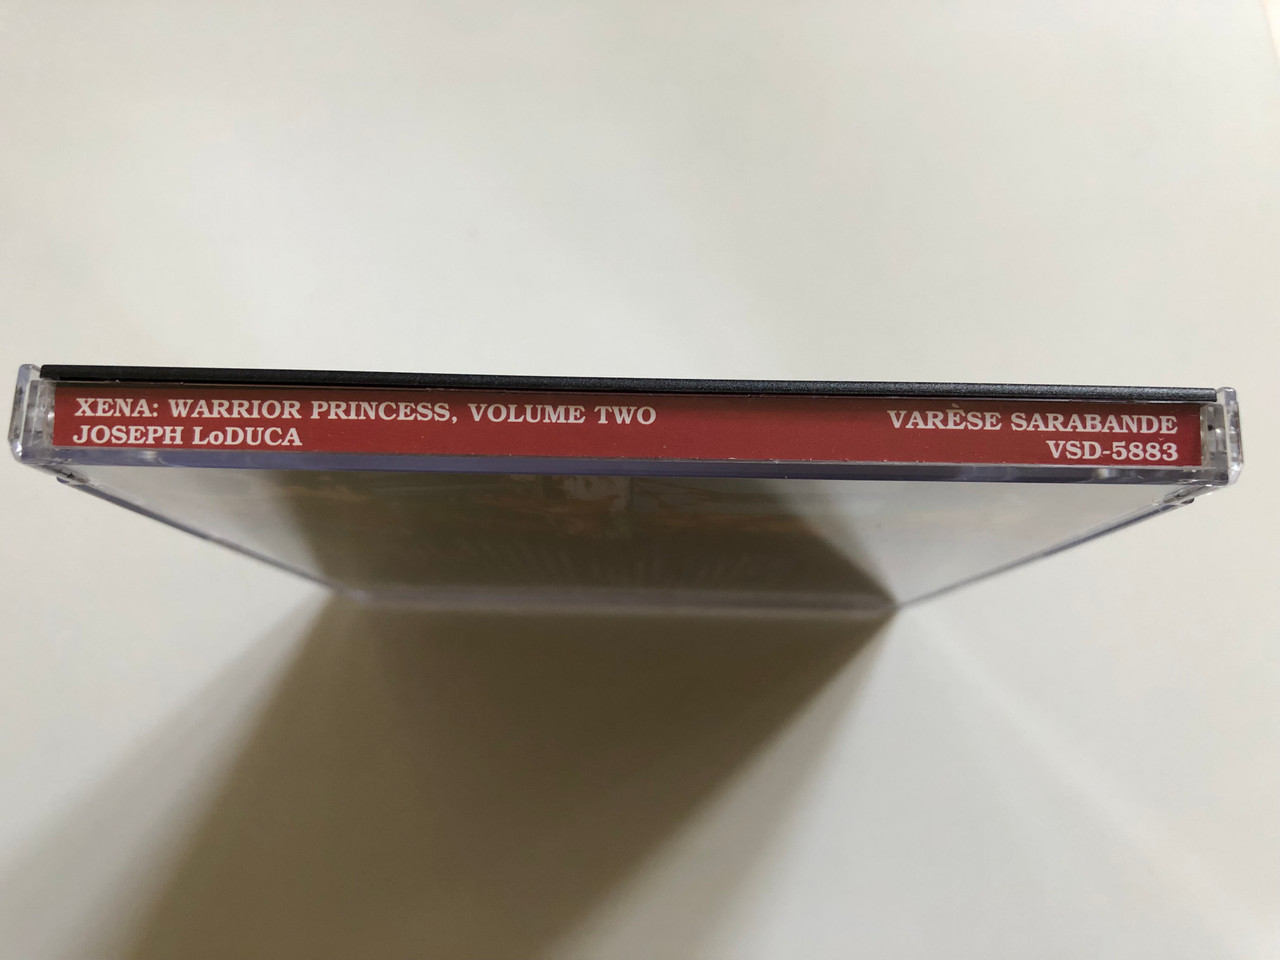 XENA: WARRIOR PRINCESS, VOLUME TWO
JOSEPH LoDUCA
VARÈSE SARABANDE
VSD-5883